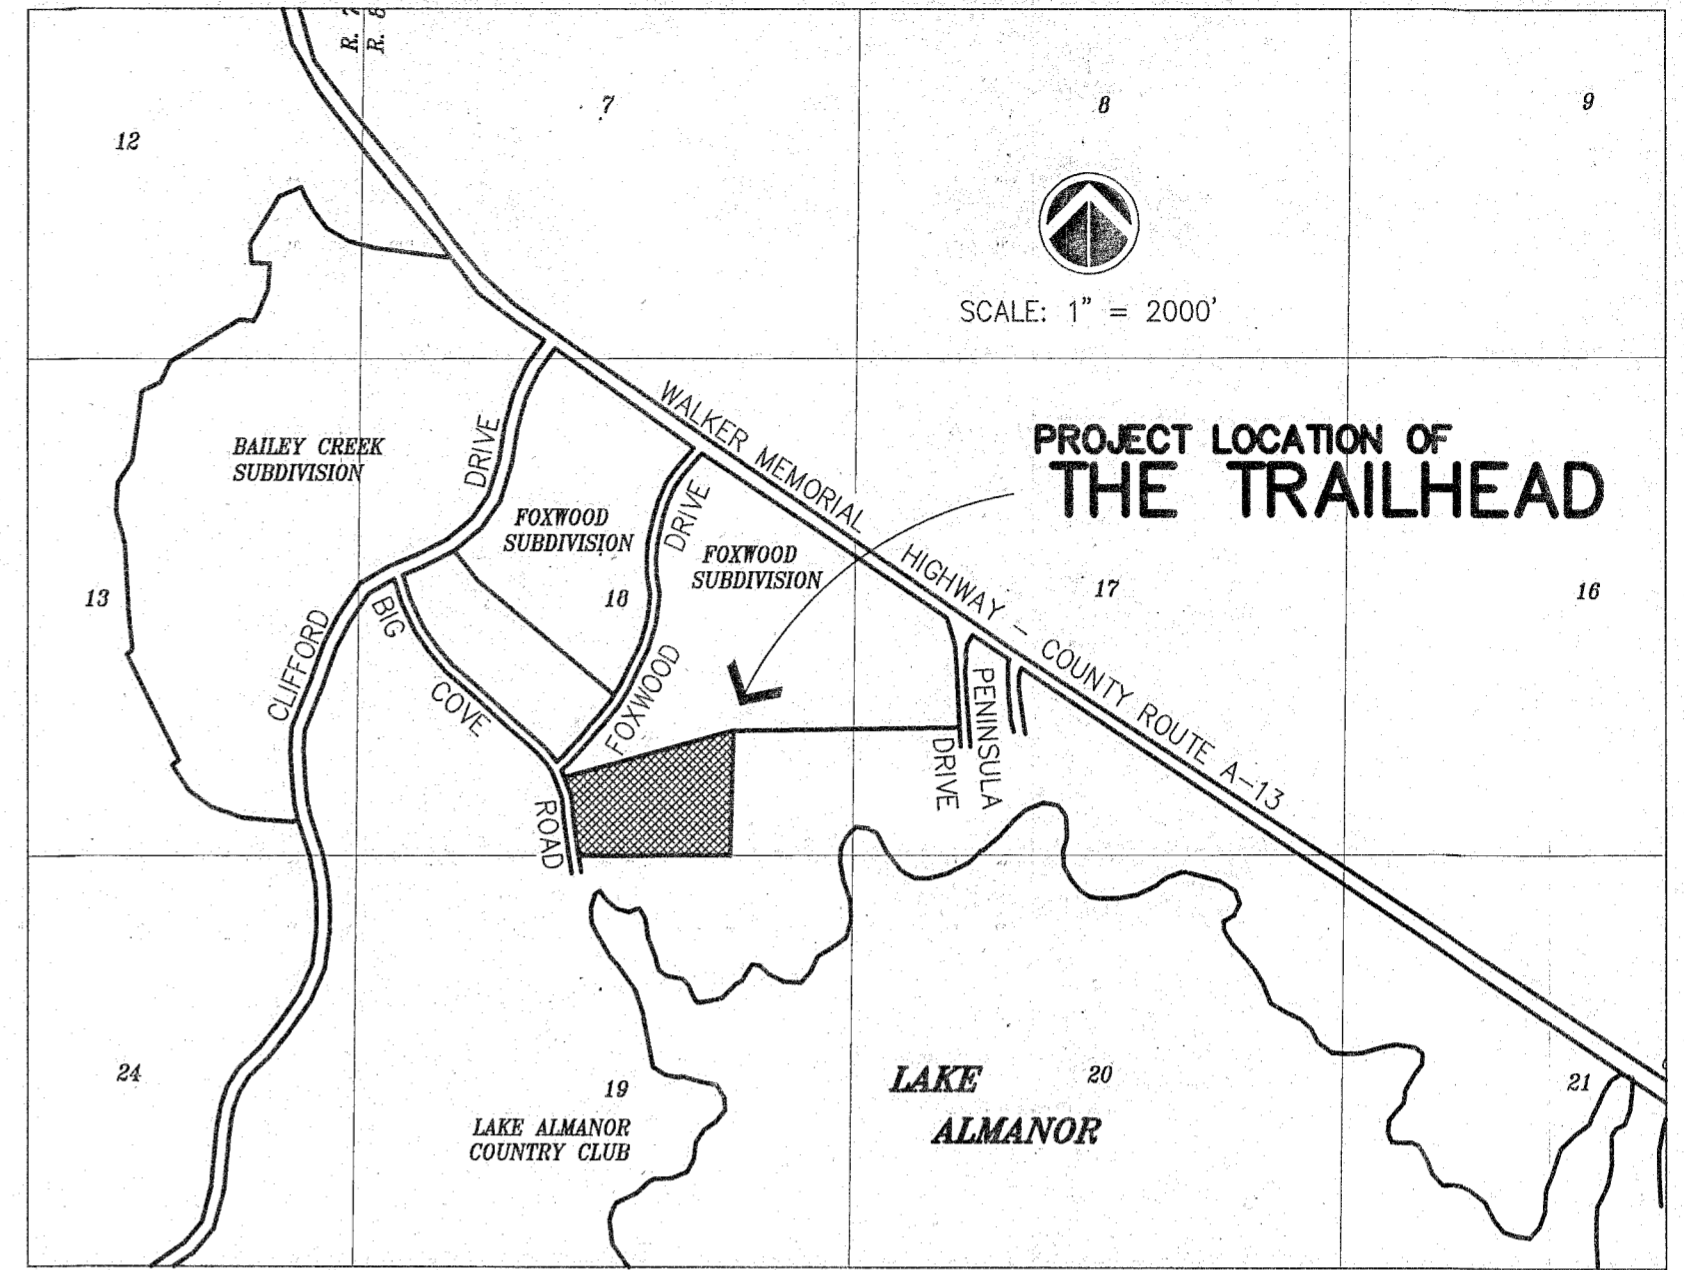 R. 7
R. 8
7
8
9
12
SCALE: 1" = 2000'
WALKER MEMORIAL HIGHWAY - COUNTY ROUTE A-13
PROJECT LOCATION OF
THE TRAILHEAD
BAILEY CREEK
SUBDIVISION
CLIFFORD DRIVE
FOXWOOD
SUBDIVISION
FOXWOOD DRIVE
FOXWOOD
SUBDIVISION
13
18
17
16
BIG COVE ROAD
PENINSULA
DRIVE
24
19
LAKE ALMANOR
COUNTRY CLUB
LAKE
ALMANOR
20
21